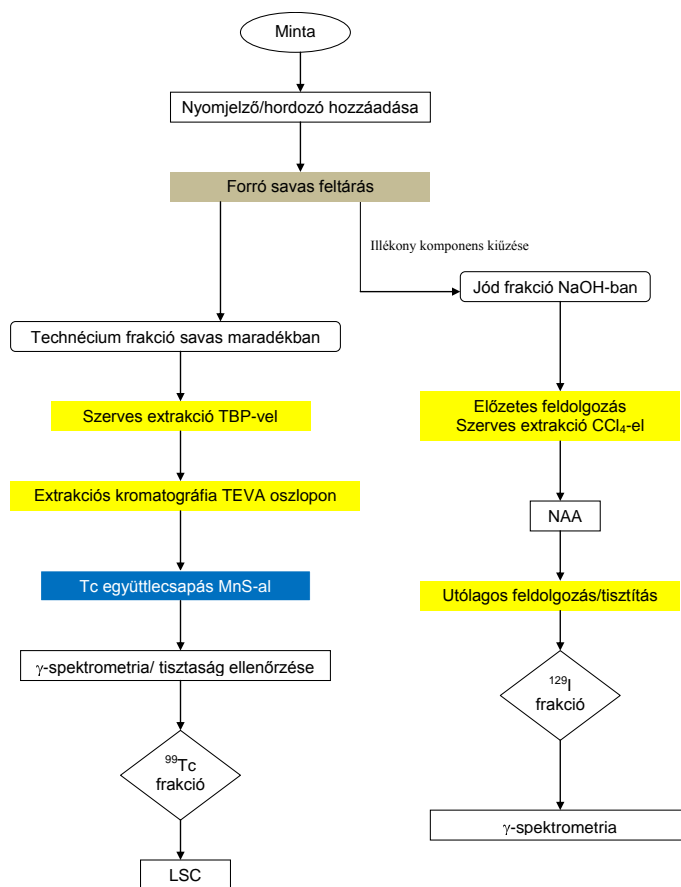 Minta
Nyomjelző/hordozó hozzáadása
Forró savas feltárás
Illékony komponens kiűzése
Jód frakció NaOH-ban
Technécium frakció savas maradékban
Szerves extrakció TBP-vel
Előzetes feldolgozás
Szerves extrakció CCl₄-el
Extrakciós kromatográfia TEVA oszlopon
NAA
Tc együttlecsapás MnS-al
Utólagos feldolgozás/tisztítás
γ-spektrometria/ tisztaság ellenőrzése
¹²⁹I
frakció
⁹⁹Tc
frakció
γ-spektrometria
LSC